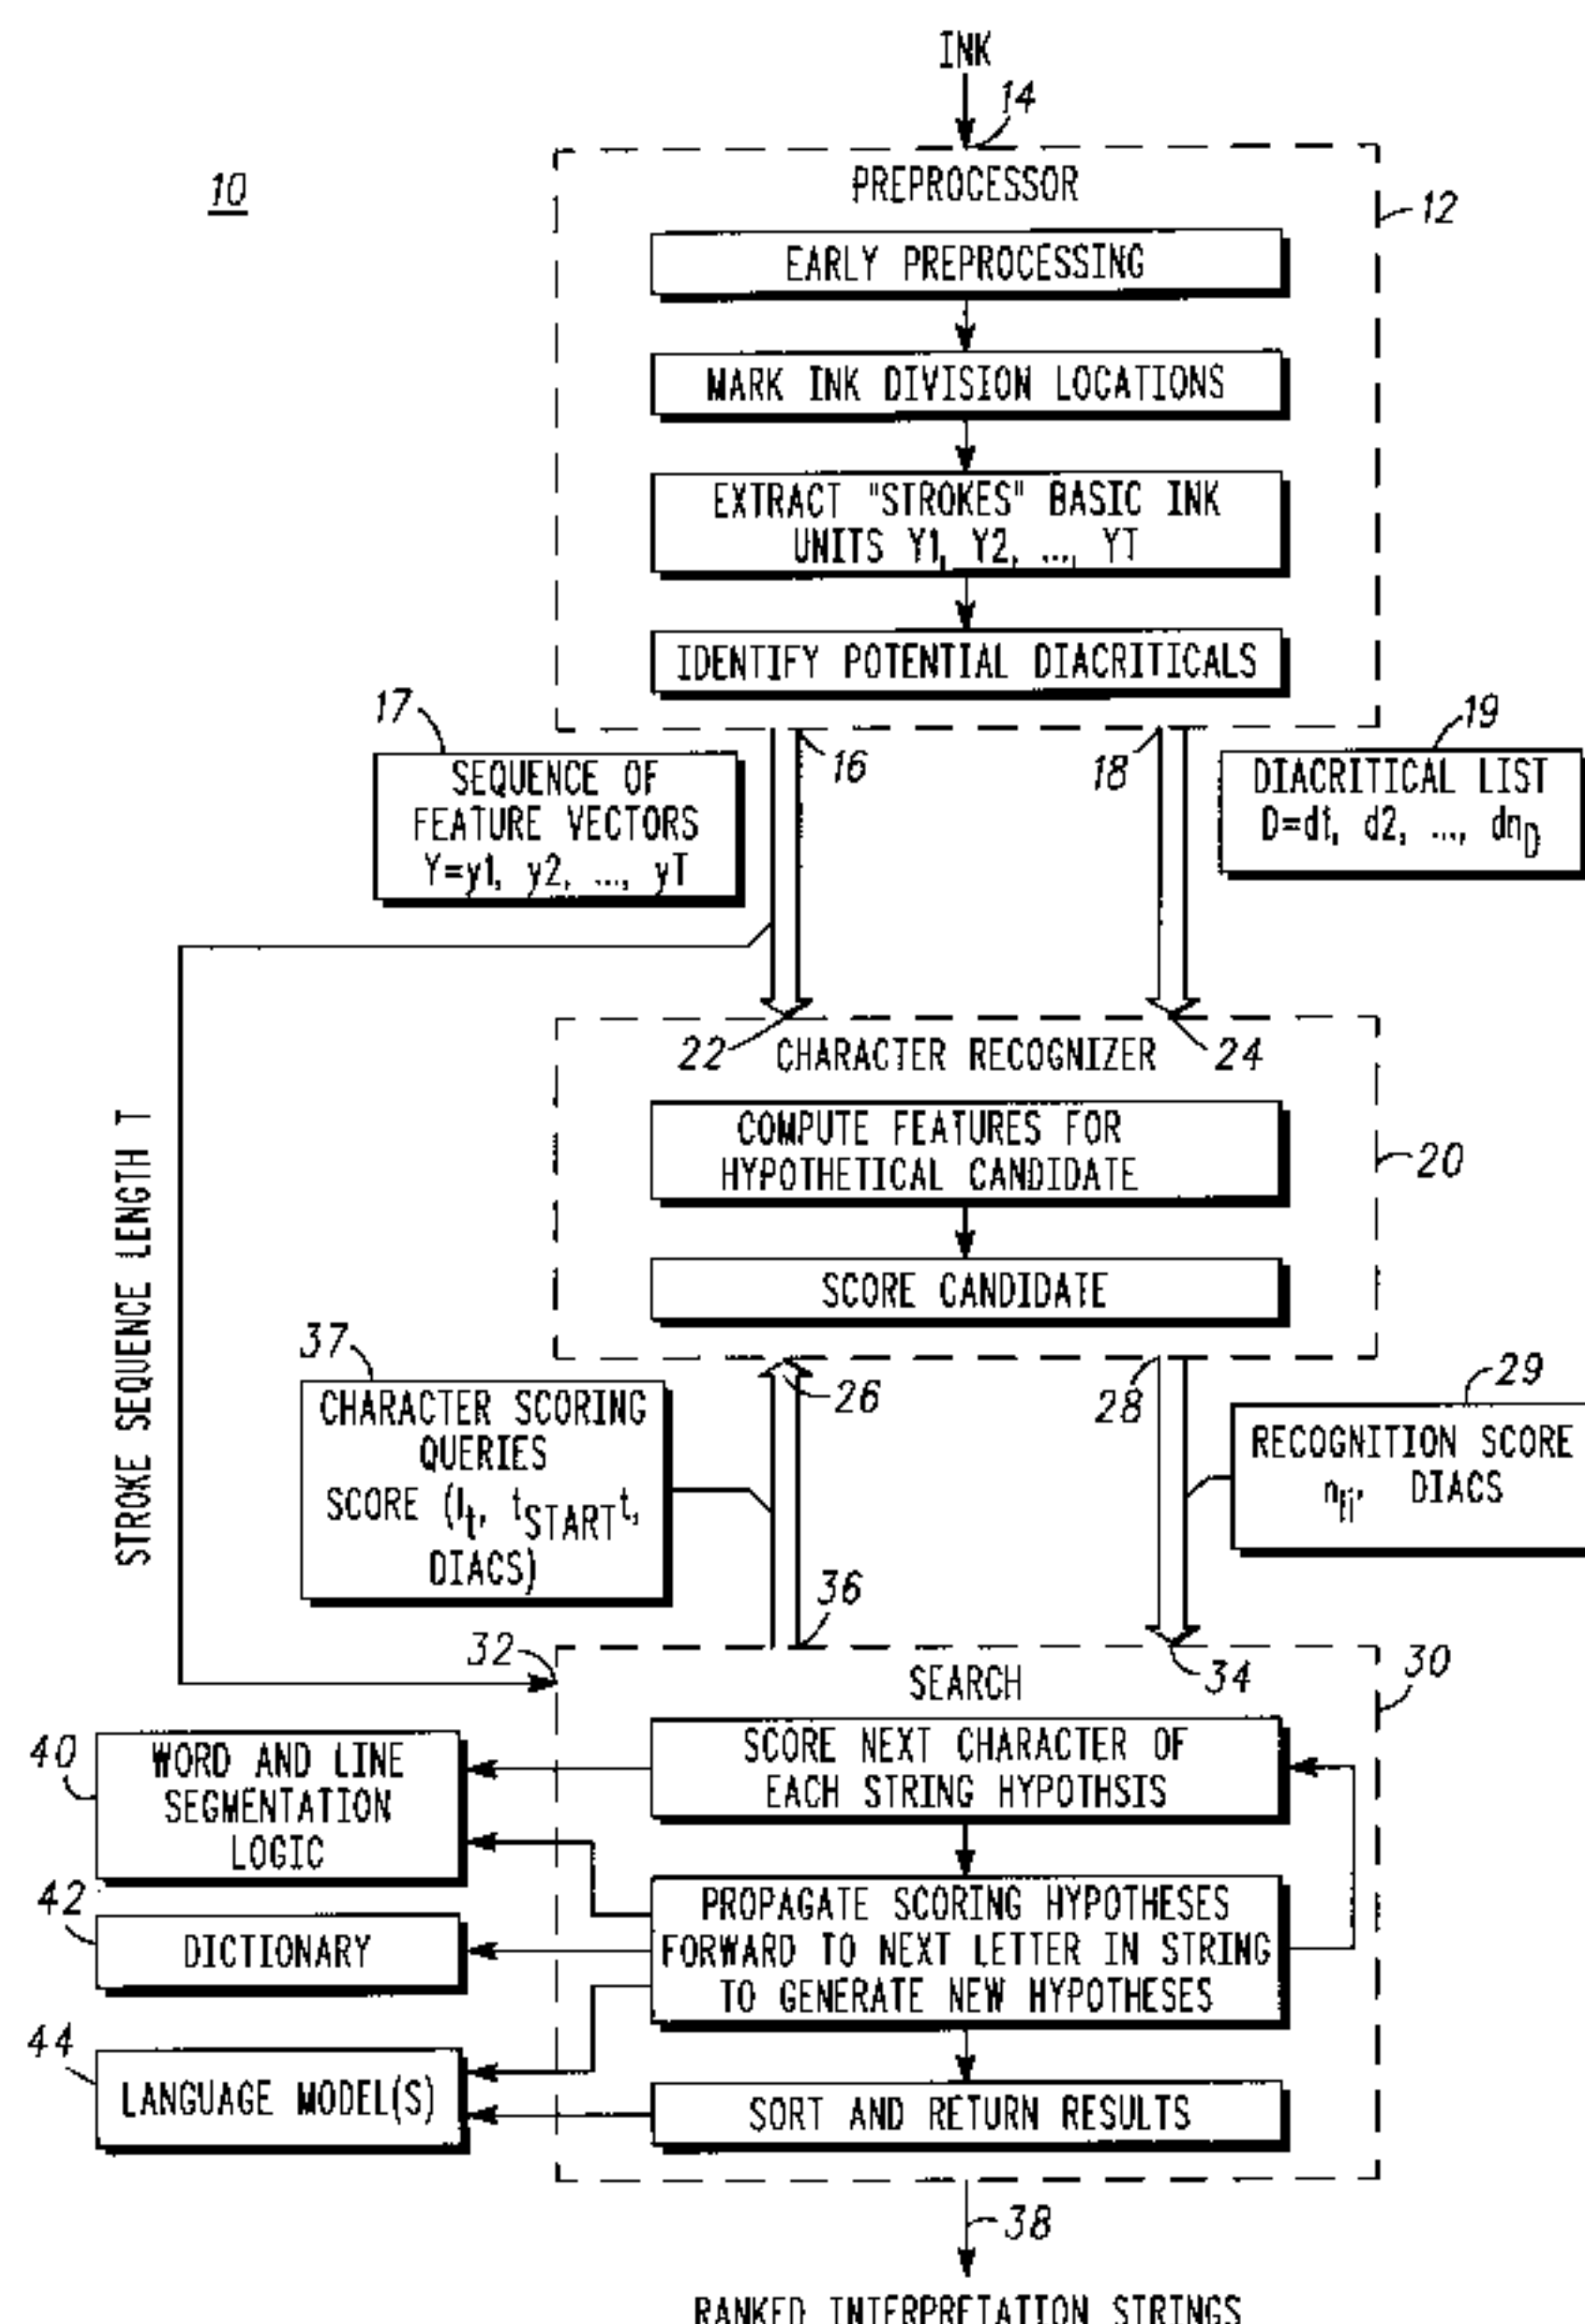 INK
14
10
PREPROCESSOR
12
EARLY PREPROCESSING
MARK INK DIVISION LOCATIONS
EXTRACT "STROKES" BASIC INK
UNITS Y1, Y2, ..., YT
IDENTIFY POTENTIAL DIACRITICALS
17
SEQUENCE OF
FEATURE VECTORS
Y=y1, y2, ..., yT
16
18
19
DIACRITICAL LIST
D=d1, d2, ..., dnD
22
CHARACTER RECOGNIZER
24
COMPUTE FEATURES FOR
HYPOTHETICAL CANDIDATE
20
SCORE CANDIDATE
STROKE SEQUENCE LENGTH T
37
CHARACTER SCORING
QUERIES
SCORE (lt, tSTARTt,
DIACS)
26
28
29
RECOGNITION SCORE
DIACS
36
32
SEARCH
34
30
SCORE NEXT CHARACTER OF
EACH STRING HYPOTHSIS
40
WORD AND LINE
SEGMENTATION
LOGIC
PROPAGATE SCORING HYPOTHESES
FORWARD TO NEXT LETTER IN STRING
TO GENERATE NEW HYPOTHESES
42
DICTIONARY
44
LANGUAGE MODEL(S)
SORT AND RETURN RESULTS
38
RANKED INTERPRETATION STRINGS